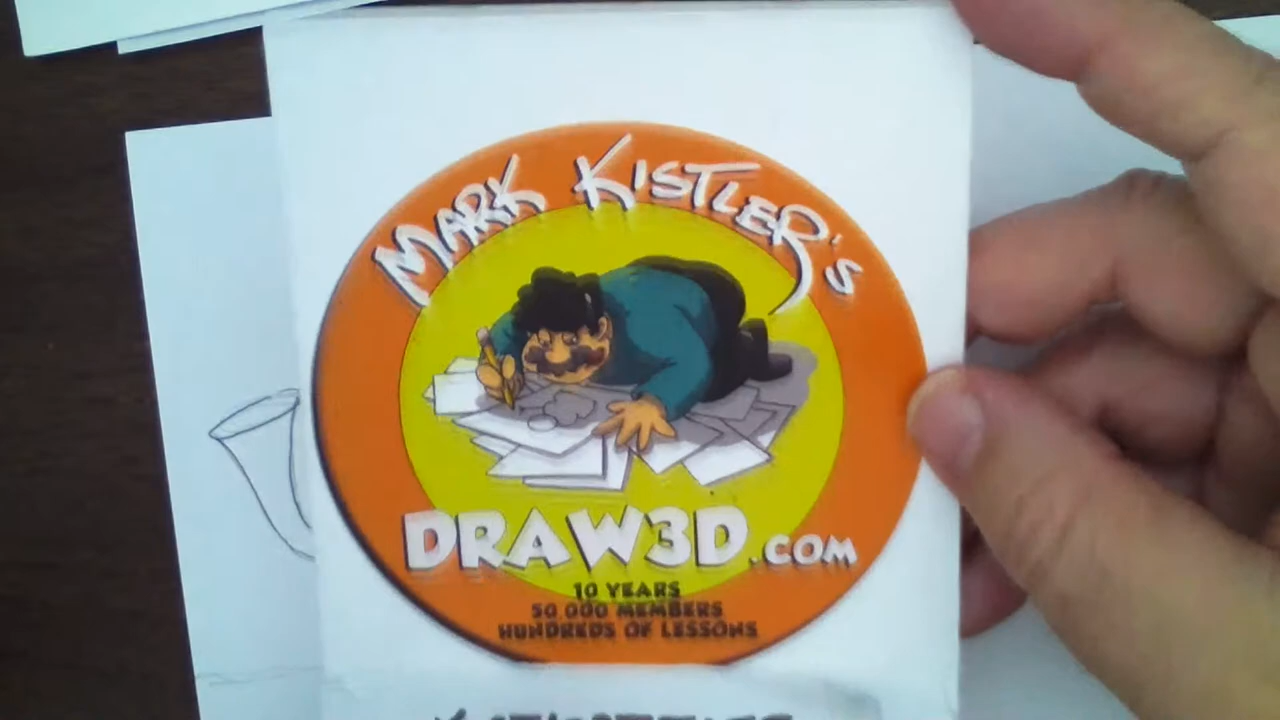 MARK KISTLER'S
DRAW3D.COM
10 YEARS
50,000 MEMBERS
HUNDREDS OF LESSONS